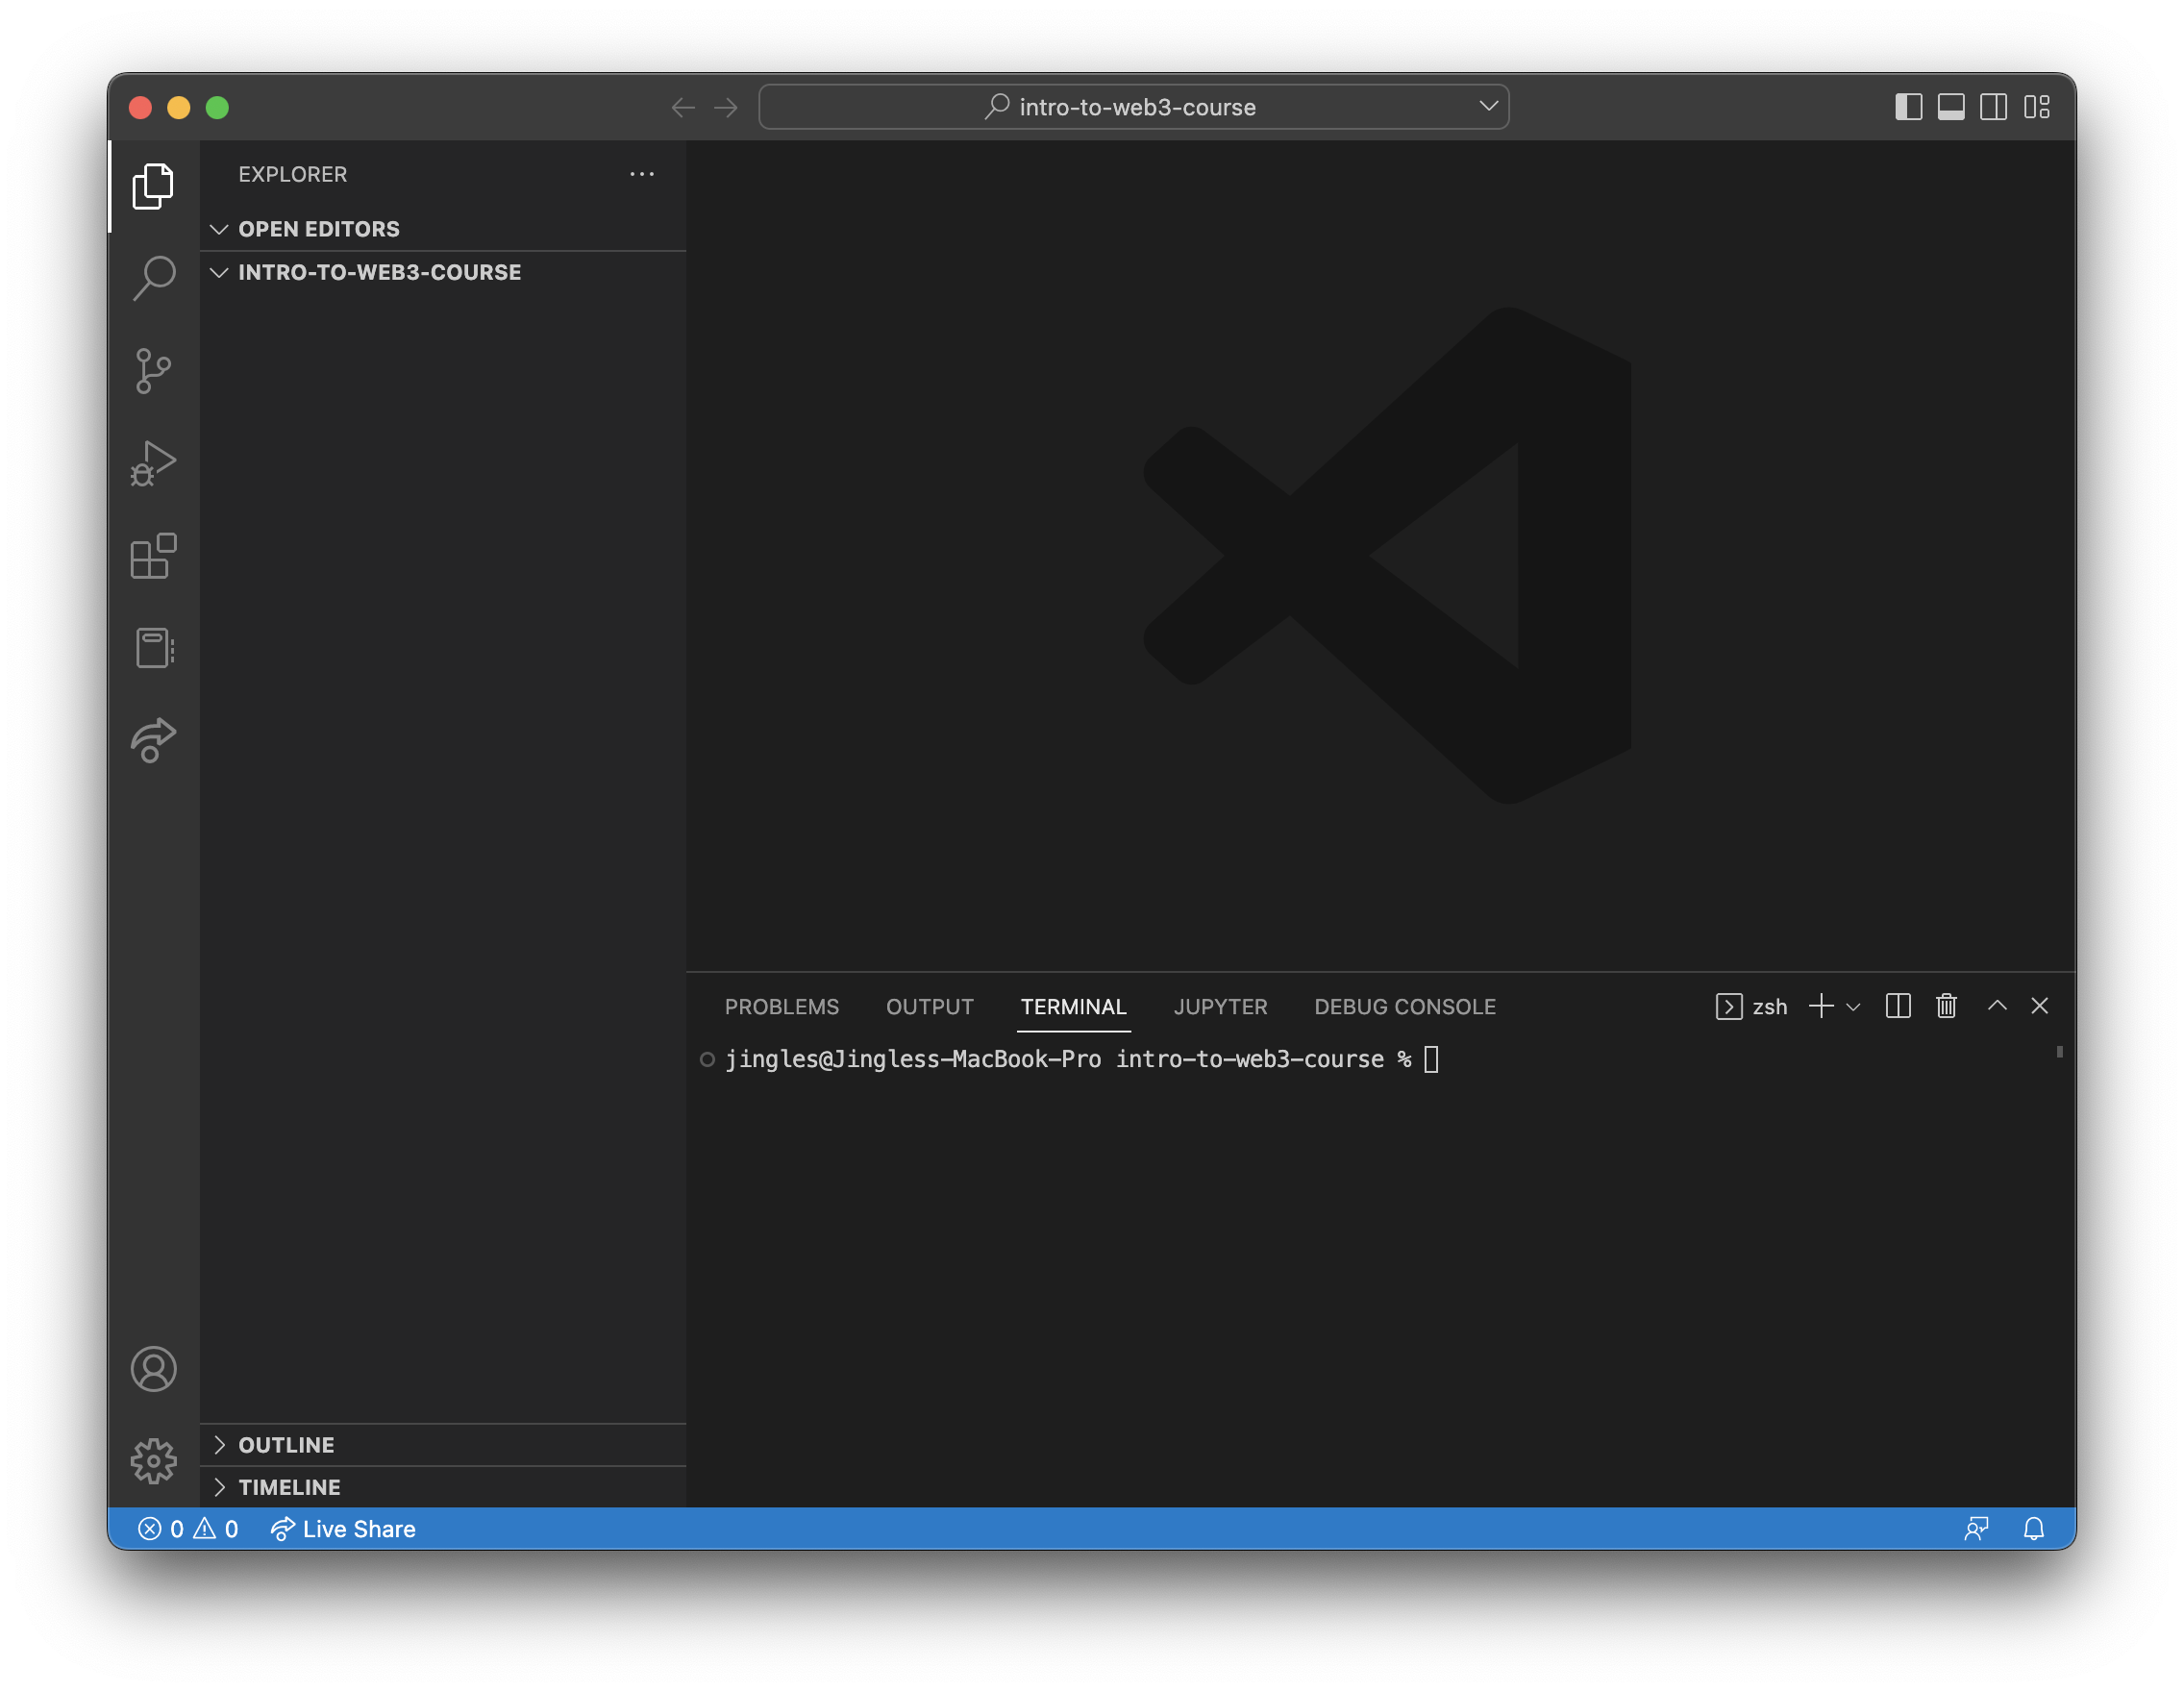 intro-to-web3-course
EXPLORER
OPEN EDITORS
INTRO-TO-WEB3-COURSE
PROBLEMS OUTPUT TERMINAL JUPYTER DEBUG CONSOLE zsh
jingles@Jingless-MacBook-Pro intro-to-web3-course %
OUTLINE
TIMELINE
0 0 Live Share